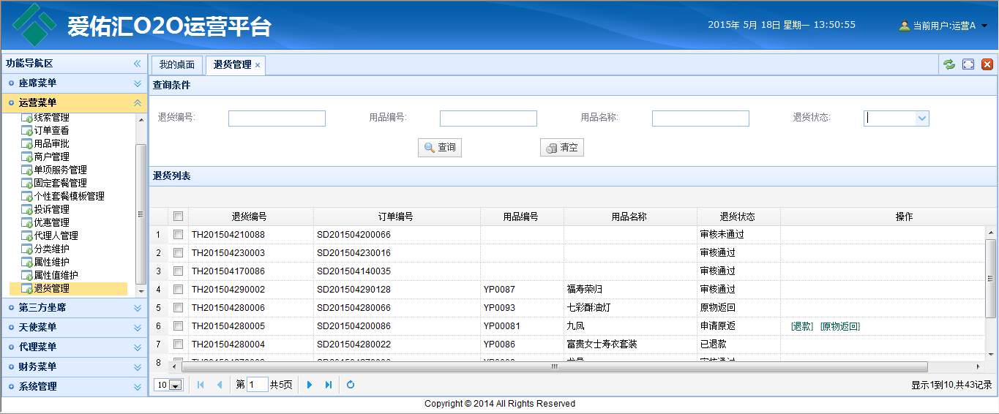 爱佑汇O2O运营平台
2015年 5月 18日 星期一 13:50:55
当前用户:运营A
功能导航区
座席菜单
运营菜单
线索管理
订单查看
用品审批
商户管理
单项服务管理
固定套餐管理
个性套餐模板管理
投诉管理
优惠管理
代理人管理
分类维护
属性维护
属性值维护
退货管理
第三方坐席
天使菜单
代理菜单
财务菜单
系统管理
我的桌面 退货管理
查询条件
退货编号: 用品编号: 用品名称: 退货状态:
查询 清空
退货列表
退货编号 订单编号 用品编号 用品名称 退货状态 操作
1 TH201504210088 SD201504200066 审核未通过
2 TH201504230003 SD201504230016 审核通过
3 TH201504170086 SD201504140035 审核通过
4 TH201504290002 SD201504290128 YP0087 福寿荣归 审核通过
5 TH201504280006 SD201504280066 YP0093 七彩酥油灯 原物返回
6 TH201504280005 SD201504200086 YP00081 九凤 申请原返 [退款] [原物返回]
7 TH201504280004 SD201504280022 YP0086 富贵女士寿衣套装 已退款
8
10 第 1 共5页 显示1到10,共43记录
Copyright © 2014 All Rights Reserved